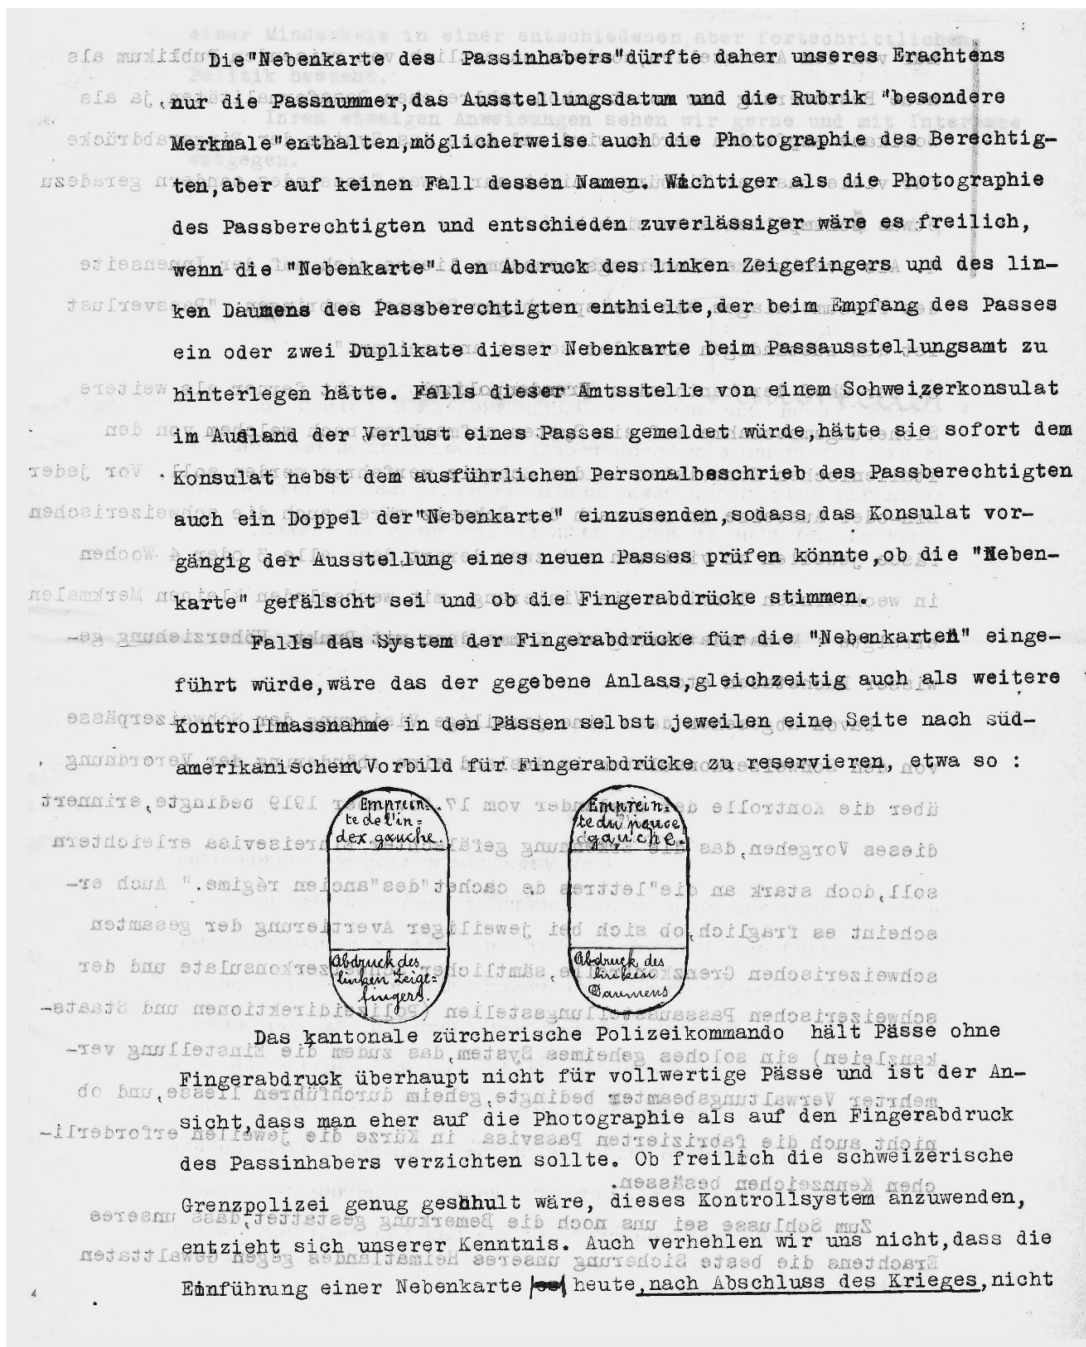 Die "Nebenkarte des Passinhabers" dürfte daher unseres Erachtens
nur die Passnummer, das Ausstellungsdatum und die Rubrik "besondere
Merkmale" enthalten, möglicherweise auch die Photographie des Berechtig-
ten, aber auf keinen Fall dessen Namen. Wichtiger als die Photographie
des Passberechtigten und entschieden zuverlässiger wäre es freilich,
wenn die "Nebenkarte" den Abdruck des linken Zeigefingers und des lin-
ken Daumens des Passberechtigten enthielte, der beim Empfang des Passes
ein oder zwei Duplikate dieser Nebenkarte beim Passausstellungsamt zu
hinterlegen hätte. Falls dieser Amtsstelle von einem Schweizerkonsulat
im Ausland der Verlust eines Passes gemeldet würde, hätte sie sofort dem
Konsulat nebst dem ausführlichen Personalbeschrieb des Passberechtigten
auch ein Doppel der "Nebenkarte" einzusenden, sodass das Konsulat vor-
gängig der Ausstellung eines neuen Passes prüfen könnte, ob die "Neben-
karte" gefälscht sei und ob die Fingerabdrücke stimmen.
Falls das System der Fingerabdrücke für die "Nebenkarten" einge-
führt würde, wäre das der gegebene Anlass, gleichzeitig auch als weitere
Kontrollmassnahme in den Pässen selbst jeweilen eine Seite nach süd-
amerikanischem Vorbild für Fingerabdrücke zu reservieren, etwa so :
Emprein=
te de l'in=
dex gauche
Abdruck des
linken Zeige=
fingers.
Emprein=
te du pouce
gauche.
Abdruck des
linken
Daumens
Das kantonale zürcherische Polizeikommando hält Pässe ohne
Fingerabdruck überhaupt nicht für vollwertige Pässe und ist der An-
sicht, dass man eher auf die Photographie als auf den Fingerabdruck
des Passinhabers verzichten sollte. Ob freilich die schweizerische
Grenzpolizei genug geschult wäre, dieses Kontrollsystem anzuwenden,
entzieht sich unserer Kenntnis. Auch verhehlen wir uns nicht, dass die
Einführung einer Nebenkarte heute, nach Abschluss des Krieges, nicht